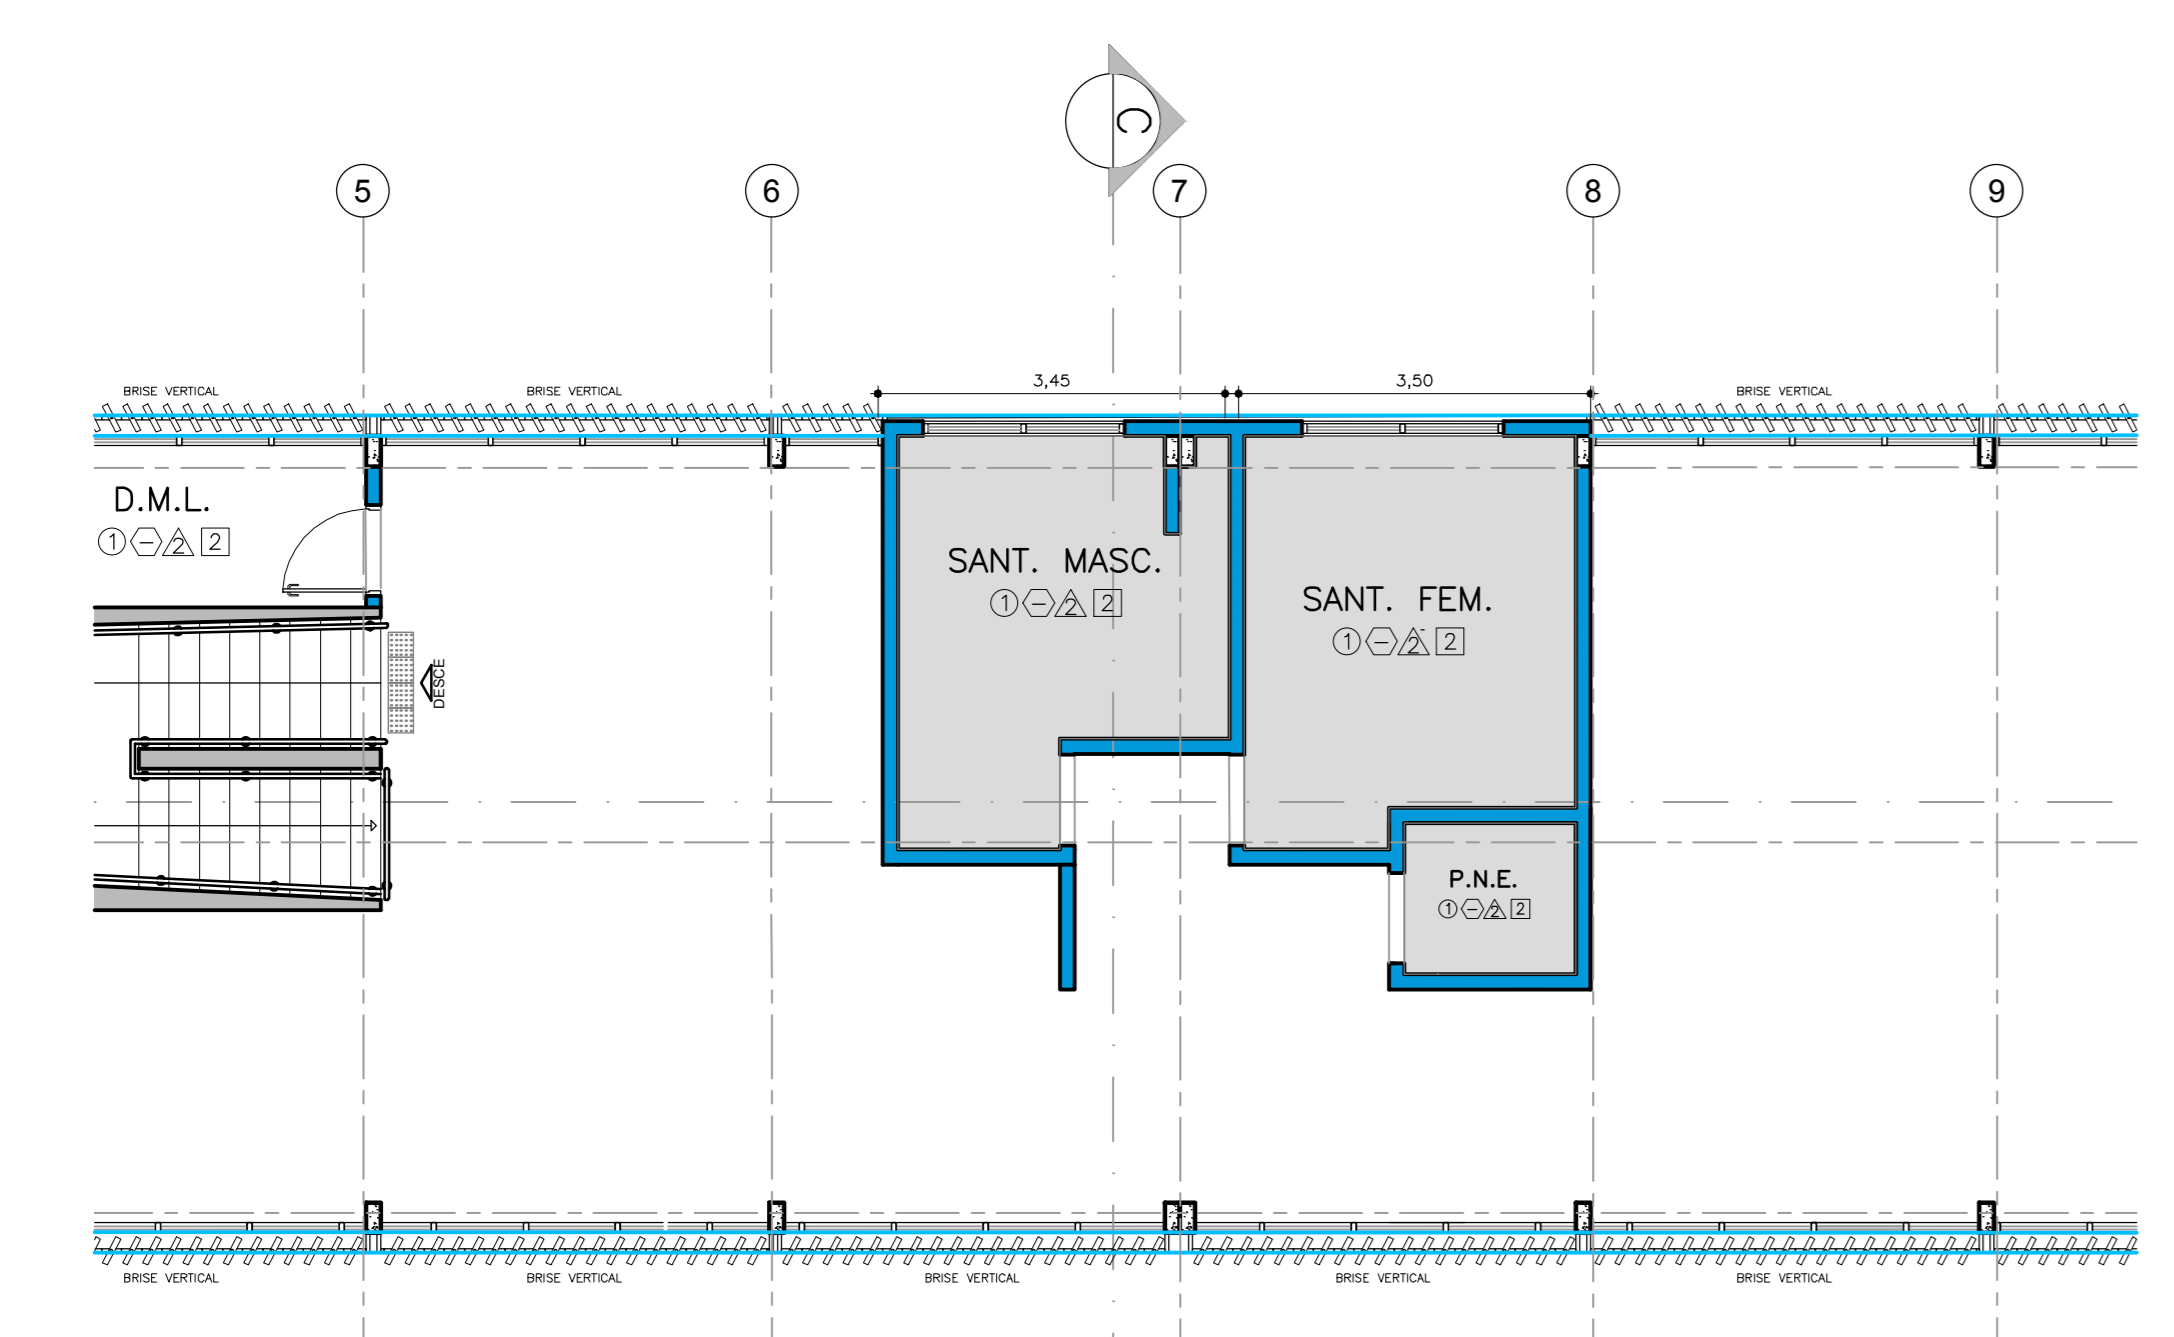 C
5 6 7 8 9
3,45 3,50
BRISE VERTICAL BRISE VERTICAL BRISE VERTICAL
D.M.L.
1 – 2 2
SANT. MASC.
1 – 2 2
SANT. FEM.
1 – 2 2
DESCE
P.N.E.
1 – 2 2
BRISE VERTICAL BRISE VERTICAL BRISE VERTICAL BRISE VERTICAL BRISE VERTICAL